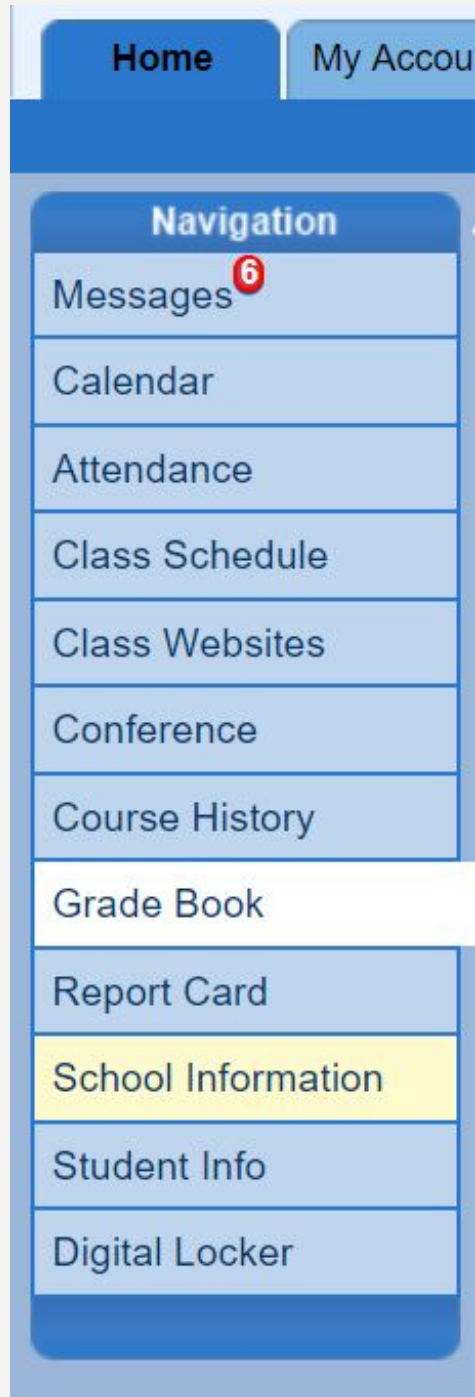 Home My Accou
Navigation
Messages 6
Calendar
Attendance
Class Schedule
Class Websites
Conference
Course History
Grade Book
Report Card
School Information
Student Info
Digital Locker